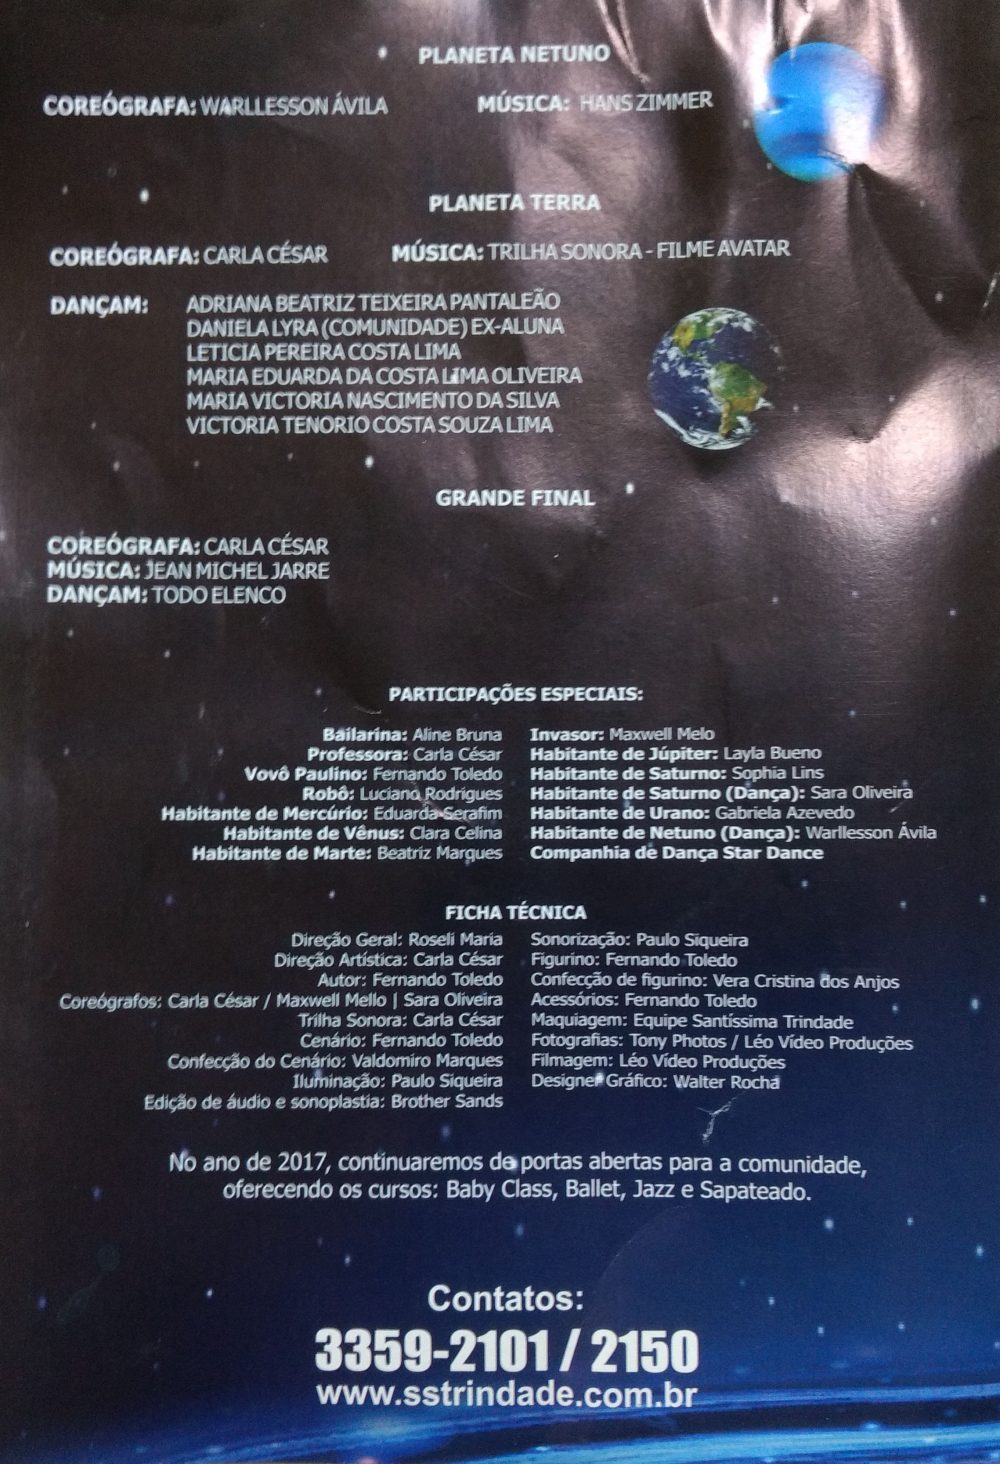 PLANETA NETUNO
COREÓGRAFA: WARLLESSON ÁVILA MÚSICA: HANS ZIMMER
PLANETA TERRA
COREÓGRAFA: CARLA CÉSAR MÚSICA: TRILHA SONORA - FILME AVATAR
DANÇAM: ADRIANA BEATRIZ TEIXEIRA PANTALEÃO
DANIELA LYRA (COMUNIDADE) EX-ALUNA
LETICIA PEREIRA COSTA LIMA
MARIA EDUARDA DA COSTA LIMA OLIVEIRA
MARIA VICTORIA NASCIMENTO DA SILVA
VICTORIA TENORIO COSTA SOUZA LIMA
GRANDE FINAL
COREÓGRAFA: CARLA CÉSAR
MÚSICA: JEAN MICHEL JARRE
DANÇAM: TODO ELENCO
PARTICIPAÇÕES ESPECIAIS:
Bailarina: Aline Bruna
Professora: Carla César
Vovô Paulino: Fernando Toledo
Robô: Luciano Rodrigues
Habitante de Mercúrio: Eduarda Serafim
Habitante de Vênus: Clara Celina
Habitante de Marte: Beatriz Marques
Invasor: Maxwell Melo
Habitante de Júpiter: Layla Bueno
Habitante de Saturno: Sophia Lins
Habitante de Saturno (Dança): Sara Oliveira
Habitante de Urano: Gabriela Azevedo
Habitante de Netuno (Dança): Warllesson Ávila
Companhia de Dança Star Dance
FICHA TÉCNICA
Direção Geral: Roseli Maria
Direção Artística: Carla César
Autor: Fernando Toledo
Coreógrafos: Carla César / Maxwell Mello | Sara Oliveira
Trilha Sonora: Carla César
Cenário: Fernando Toledo
Confecção do Cenário: Valdomiro Marques
Iluminação: Paulo Siqueira
Edição de áudio e sonoplastia: Brother Sands
Sonorização: Paulo Siqueira
Figurino: Fernando Toledo
Confecção de figurino: Vera Cristina dos Anjos
Acessórios: Fernando Toledo
Maquiagem: Equipe Santíssima Trindade
Fotografias: Tony Photos / Léo Vídeo Produções
Filmagem: Léo Vídeo Produções
Designer Gráfico: Walter Rocha
No ano de 2017, continuaremos de portas abertas para a comunidade,
oferecendo os cursos: Baby Class, Ballet, Jazz e Sapateado.
Contatos:
3359-2101 / 2150
www.sstrindade.com.br